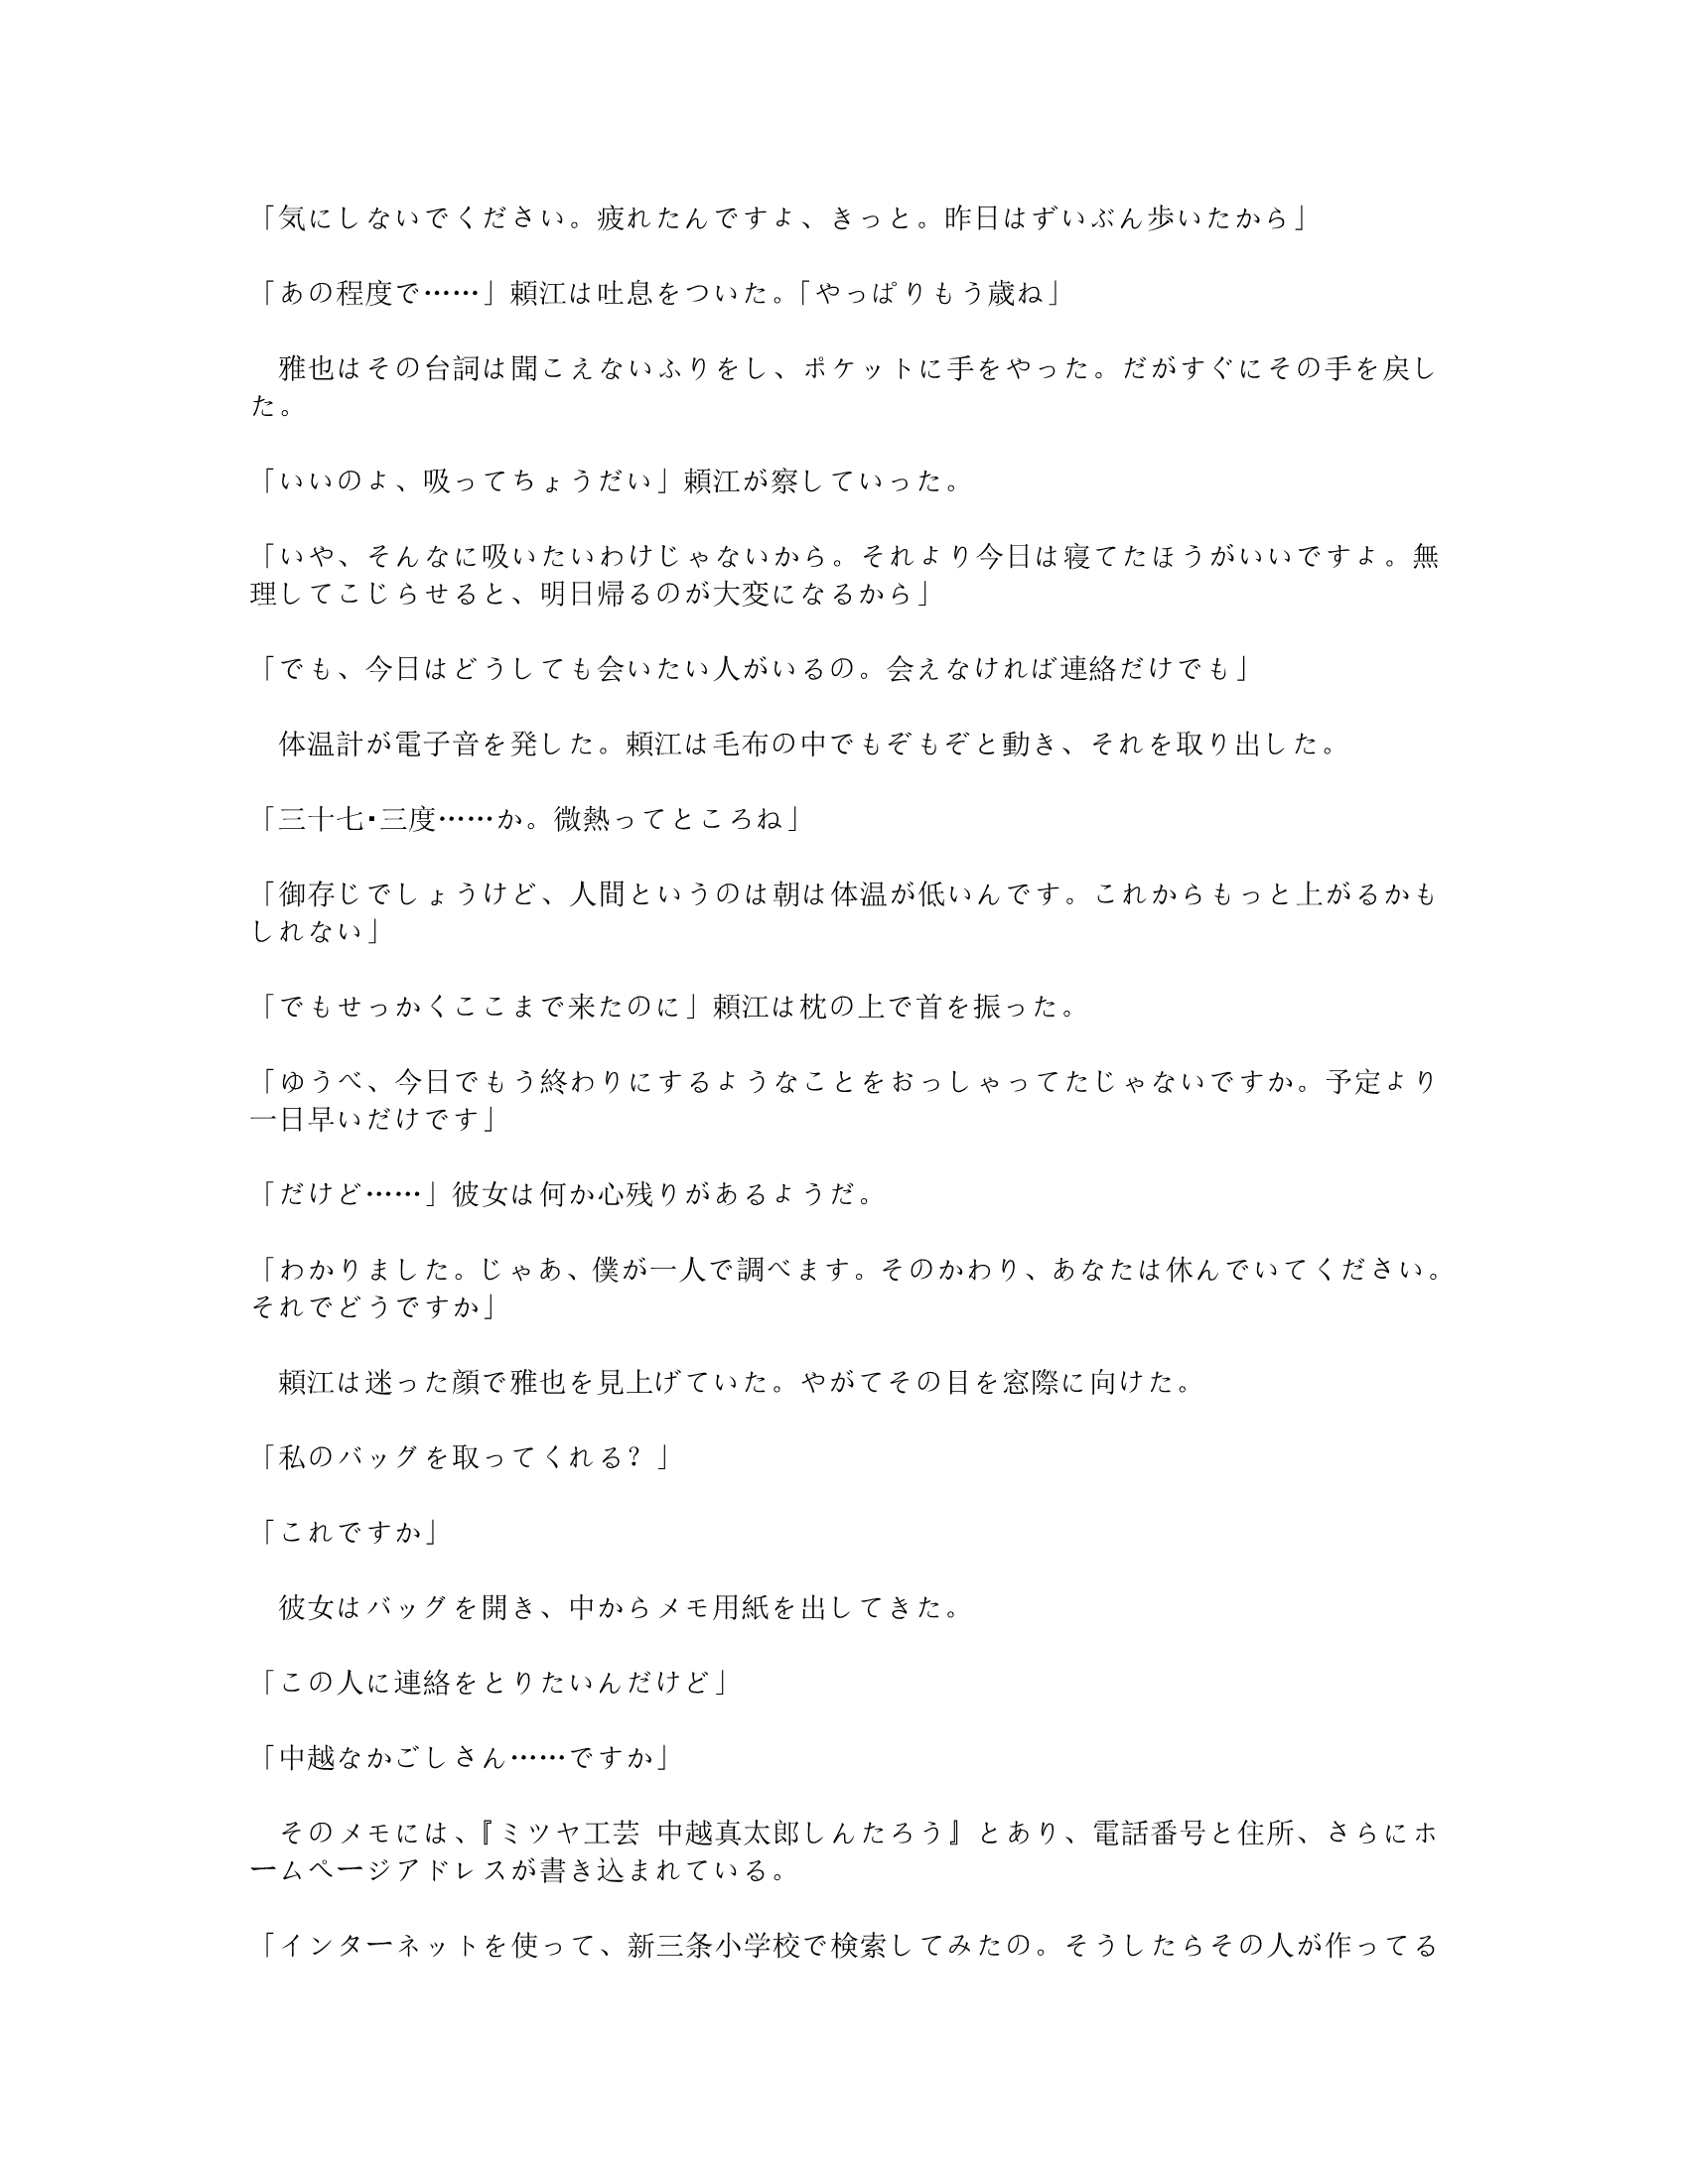 「気にしないでください。疲れたんですよ、きっと。昨日はずいぶん歩いたから」
「あの程度で……」頼江は吐息をついた。「やっぱりもう歳ね」
　雅也はその台詞は聞こえないふりをし、ポケットに手をやった。だがすぐにその手を戻し
た。
「いいのよ、吸ってちょうだい」頼江が察していった。
「いや、そんなに吸いたいわけじゃないから。それより今日は寝てたほうがいいですよ。無
理してこじらせると、明日帰るのが大変になるから」
「でも、今日はどうしても会いたい人がいるの。会えなければ連絡だけでも」
　体温計が電子音を発した。頼江は毛布の中でもぞもぞと動き、それを取り出した。
「三十七・三度……か。微熱ってところね」
「御存じでしょうけど、人間というのは朝は体温が低いんです。これからもっと上がるかも
しれない」
「でもせっかくここまで来たのに」頼江は枕の上で首を振った。
「ゆうべ、今日でもう終わりにするようなことをおっしゃってたじゃないですか。予定より
一日早いだけです」
「だけど……」彼女は何か心残りがあるようだ。
「わかりました。じゃあ、僕が一人で調べます。そのかわり、あなたは休んでいてください。
それでどうですか」
　頼江は迷った顔で雅也を見上げていた。やがてその目を窓際に向けた。
「私のバッグを取ってくれる？」
「これですか」
　彼女はバッグを開き、中からメモ用紙を出してきた。
「この人に連絡をとりたいんだけど」
「中越なかごしさん……ですか」
　そのメモには、『ミツヤ工芸 中越真太郎しんたろう』とあり、電話番号と住所、さらにホ
ームページアドレスが書き込まれている。
「インターネットを使って、新三条小学校で検索してみたの。そうしたらその人が作ってる